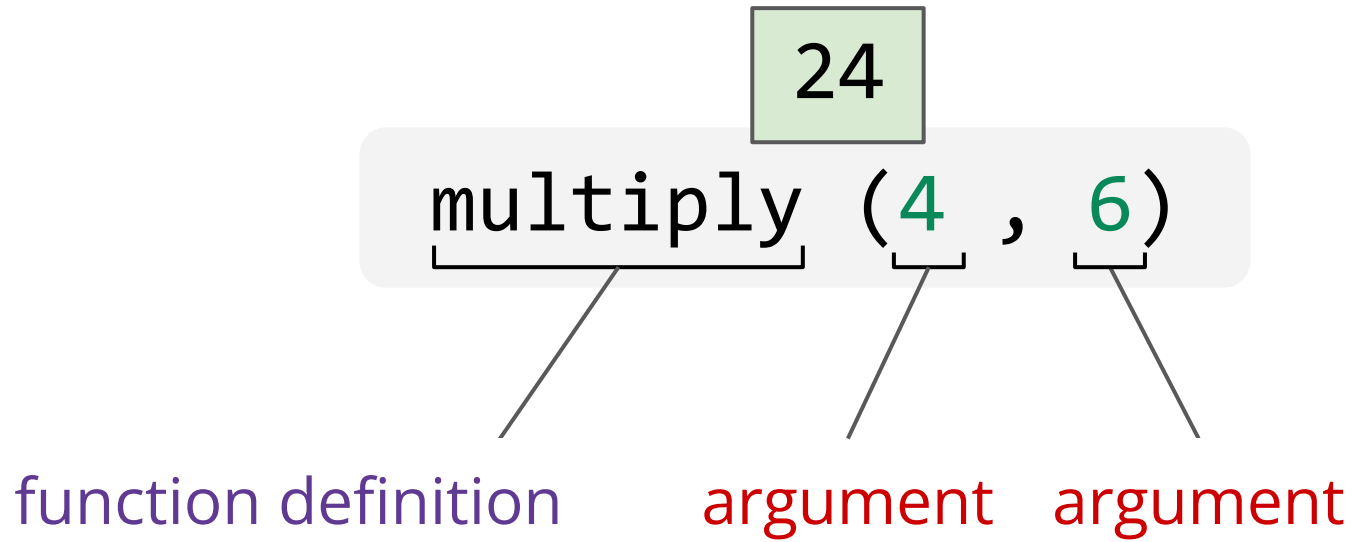 24
multiply (4 , 6)
function definition argument argument